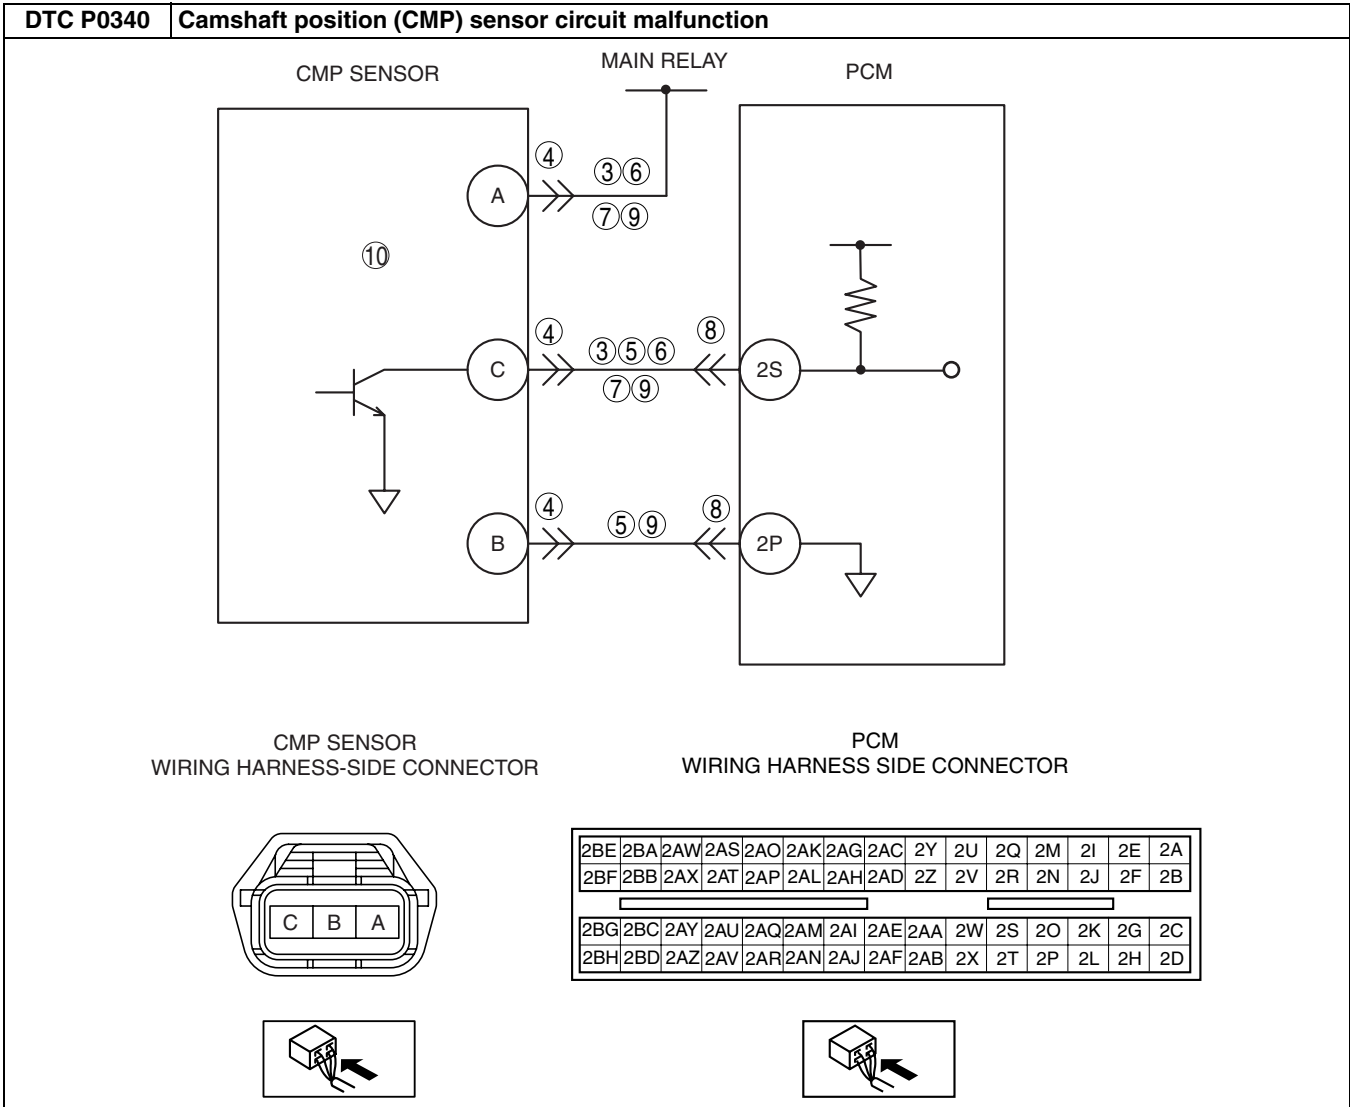 DTC P0340 Camshaft position (CMP) sensor circuit malfunction
CMP SENSOR
MAIN RELAY
PCM
④
③⑥
A
⑦⑨
⑩
④
③⑤⑥
⑧
C
2S
⑦⑨
④
⑤⑨
⑧
B
2P
CMP SENSOR
WIRING HARNESS-SIDE CONNECTOR
PCM
WIRING HARNESS SIDE CONNECTOR
C B A
2BE 2BA 2AW 2AS 2AO 2AK 2AG 2AC 2Y 2U 2Q 2M 2I 2E 2A
2BF 2BB 2AX 2AT 2AP 2AL 2AH 2AD 2Z 2V 2R 2N 2J 2F 2B
2BG 2BC 2AY 2AU 2AQ 2AM 2AI 2AE 2AA 2W 2S 2O 2K 2G 2C
2BH 2BD 2AZ 2AV 2AR 2AN 2AJ 2AF 2AB 2X 2T 2P 2L 2H 2D